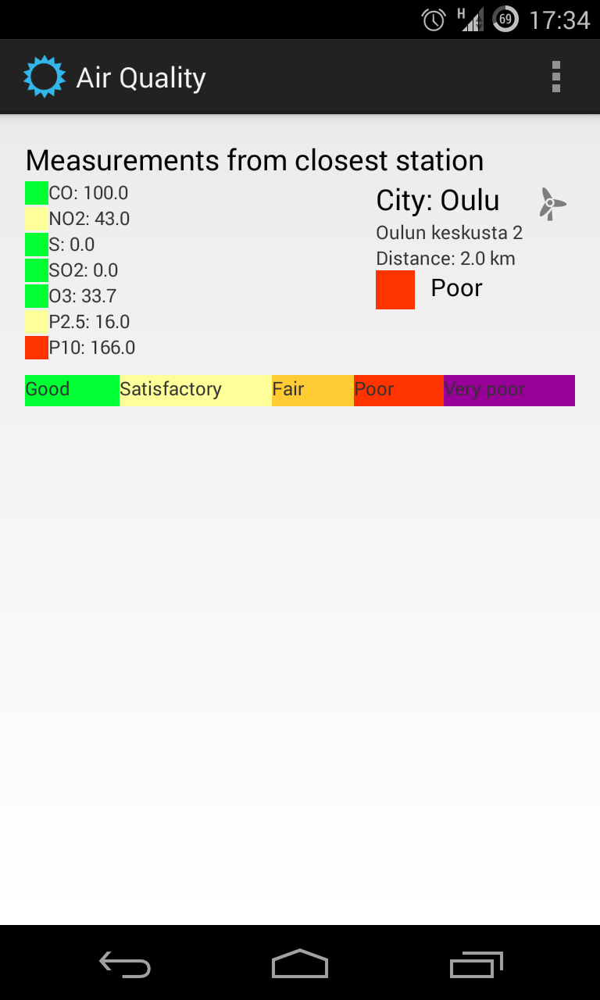 H 69 17:34
Air Quality
Measurements from closest station
CO: 100.0
NO2: 43.0
S: 0.0
SO2: 0.0
O3: 33.7
P2.5: 16.0
P10: 166.0
City: Oulu
Oulun keskusta 2
Distance: 2.0 km
Poor
Good Satisfactory Fair Poor Very poor